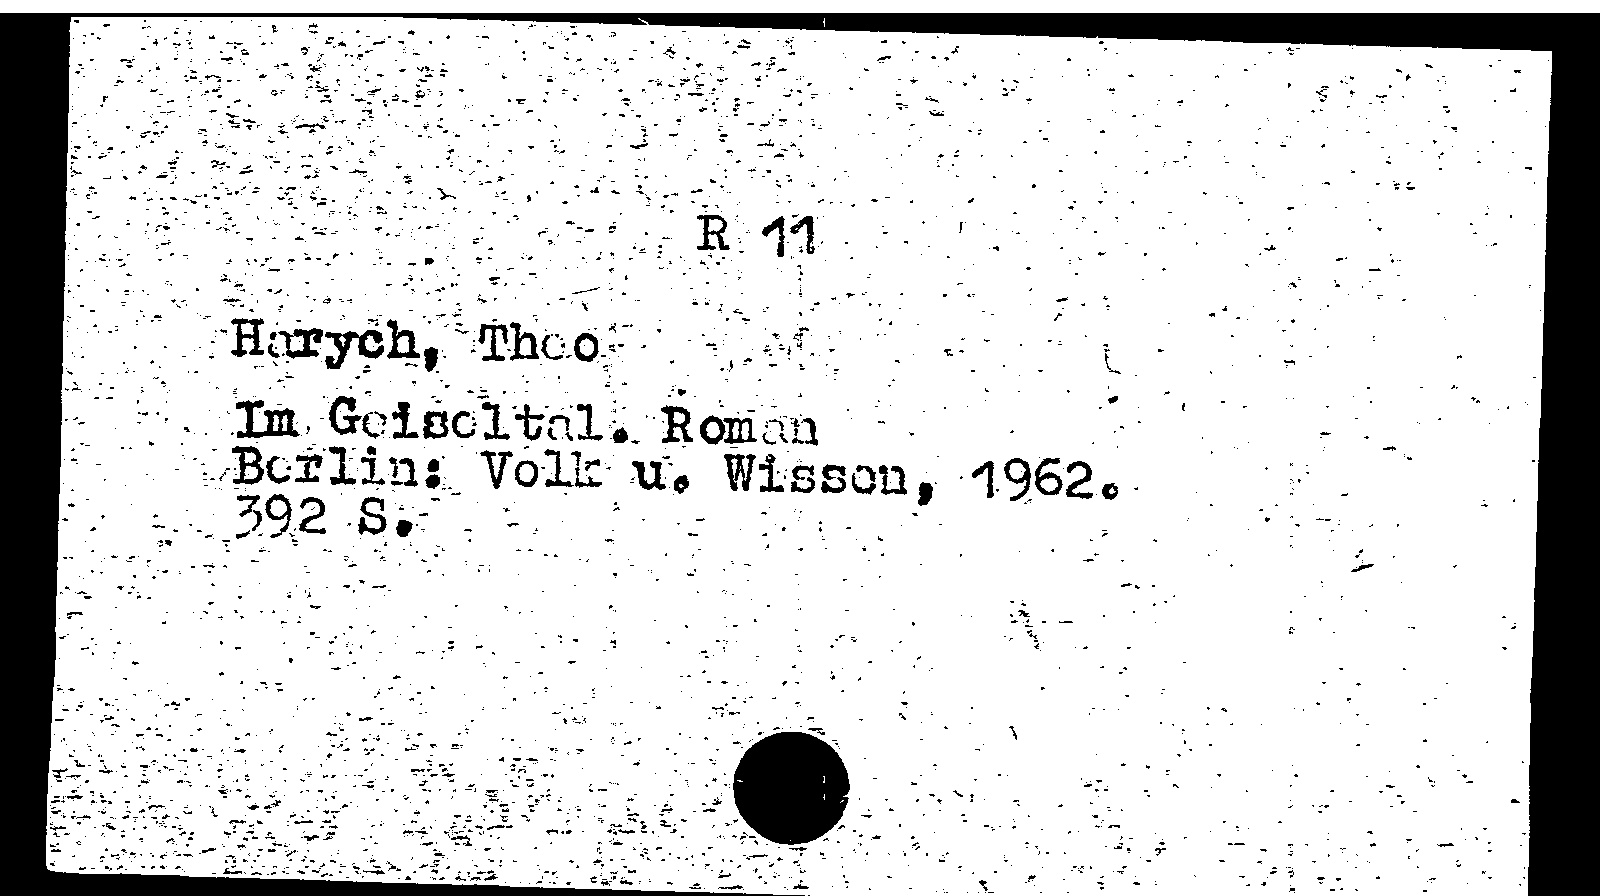 R 11
Harych, Theo
Im Geiseltal. Roman
Berlin: Volk u. Wissen, 1962.
392 S.